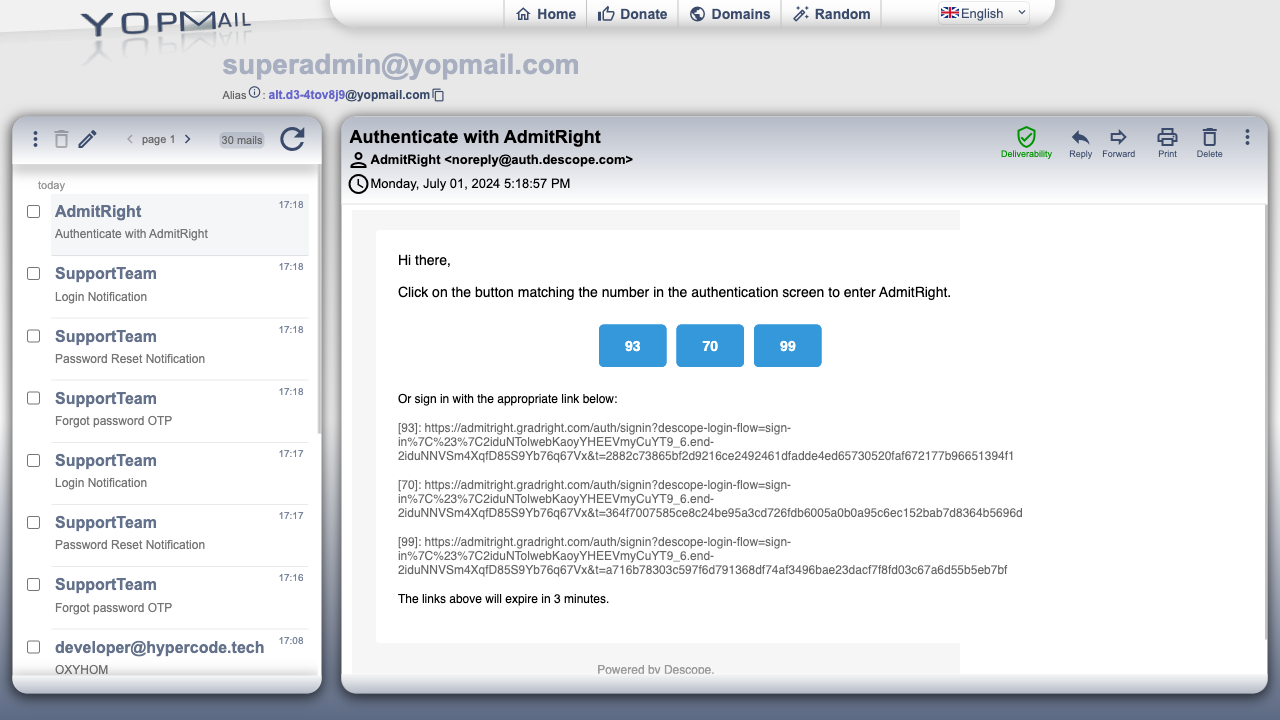 YOPMAIL
Home
Donate
Domains
Random
English
superadmin@yopmail.com
Alias : alt.d3-4tov8j9@yopmail.com
page 1
30 mails
today
AdmitRight 17:18
Authenticate with AdmitRight
SupportTeam 17:18
Login Notification
SupportTeam 17:18
Password Reset Notification
SupportTeam 17:18
Forgot password OTP
SupportTeam 17:17
Login Notification
SupportTeam 17:17
Password Reset Notification
SupportTeam 17:16
Forgot password OTP
developer@hypercode.tech 17:08
OXYHOM
Authenticate with AdmitRight
AdmitRight <noreply@auth.descope.com>
Monday, July 01, 2024 5:18:57 PM
Deliverability
Reply
Forward
Print
Delete
Hi there,
Click on the button matching the number in the authentication screen to enter AdmitRight.
93 70 99
Or sign in with the appropriate link below:
[93]: https://admitright.gradright.com/auth/signin?descope-login-flow=sign-
in%7C%23%7C2iduNTolwebKaoyYHEEVmyCuYT9_6.end-
2iduNNVSm4XqfD85S9Yb76q67Vx&t=2882c73865bf2d9216ce2492461dfadde4ed65730520faf672177b96651394f1
[70]: https://admitright.gradright.com/auth/signin?descope-login-flow=sign-
in%7C%23%7C2iduNTolwebKaoyYHEEVmyCuYT9_6.end-
2iduNNVSm4XqfD85S9Yb76q67Vx&t=364f7007585ce8c24be95a3cd726fdb6005a0b0a95c6ec152bab7d8364b5696d
[99]: https://admitright.gradright.com/auth/signin?descope-login-flow=sign-
in%7C%23%7C2iduNTolwebKaoyYHEEVmyCuYT9_6.end-
2iduNNVSm4XqfD85S9Yb76q67Vx&t=a716b78303c597f6d791368df74af3496bae23dacf7f8fd03c67a6d55b5eb7bf
The links above will expire in 3 minutes.
Powered by Descope.